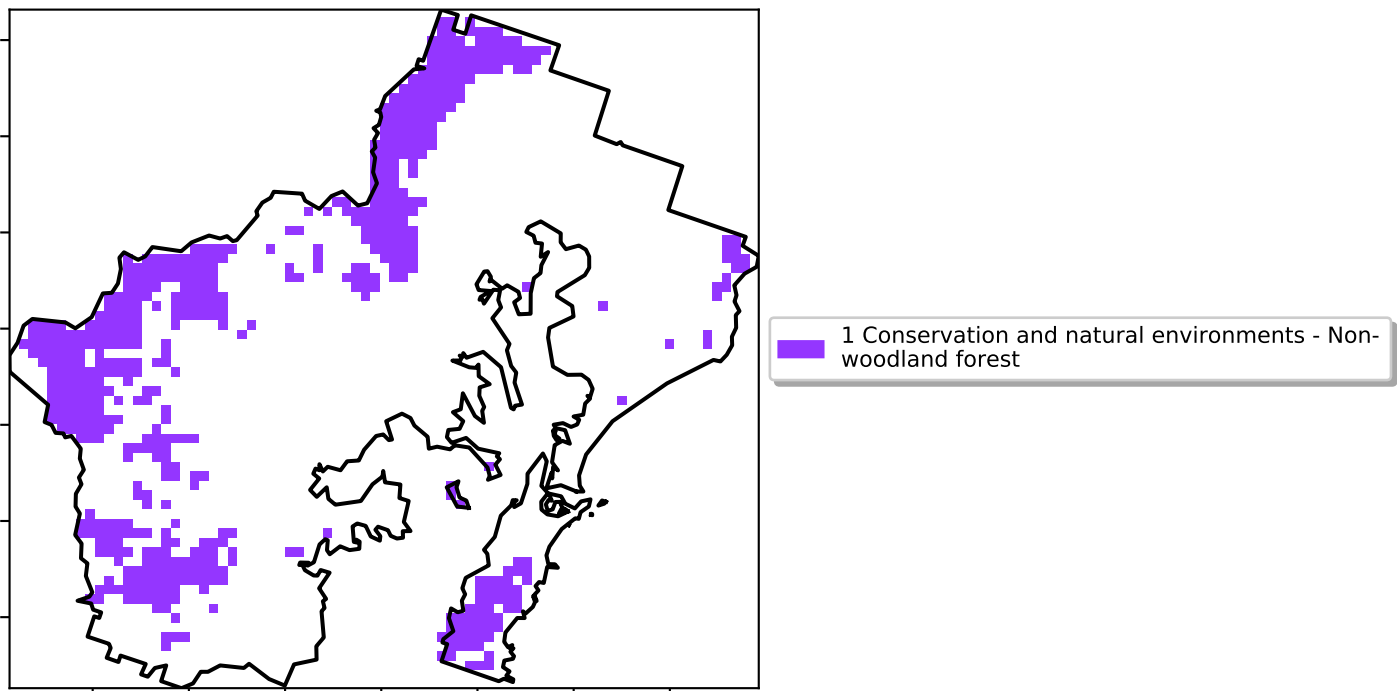 1 Conservation and natural environments - Non-
woodland forest